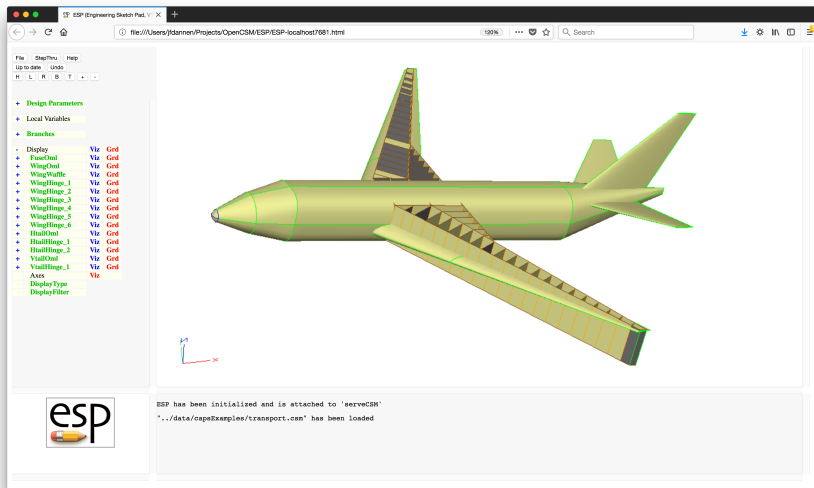 ESP (Engineering Sketch Pad, V
file:///Users/jfdannen/Projects/OpenCSM/ESP/ESP-localhost7681.html
120%
Search
File StepThru Help
Up to date Undo
H L R B T + -
+ Design Parameters
+ Local Variables
+ Branches
- Display Viz Grd
+ FuseOml Viz Grd
+ WingOml Viz Grd
+ WingWaffle Viz Grd
+ WingHinge_1 Viz Grd
+ WingHinge_2 Viz Grd
+ WingHinge_3 Viz Grd
+ WingHinge_4 Viz Grd
+ WingHinge_5 Viz Grd
+ WingHinge_6 Viz Grd
+ HtailOml Viz Grd
+ HtailHinge_1 Viz Grd
+ HtailHinge_2 Viz Grd
+ VtailOml Viz Grd
+ VtailHinge_1 Viz Grd
Axes Viz
DisplayType
DisplayFilter
X
esp
ESP has been initialized and is attached to 'serveCSM'
"../data/capsExamples/transport.csm" has been loaded